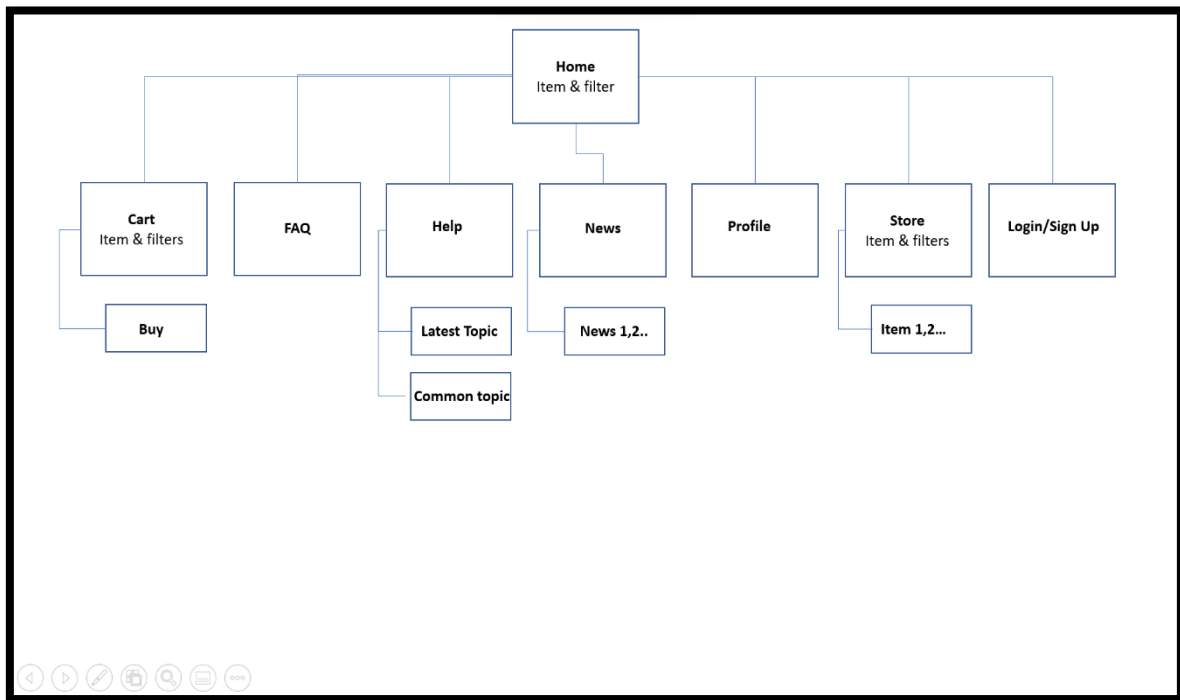 Home
Item & filter
Cart
Item & filters
FAQ
Help
News
Profile
Store
Item & filters
Login/Sign Up
Buy
Latest Topic
News 1,2..
Item 1,2...
Common topic